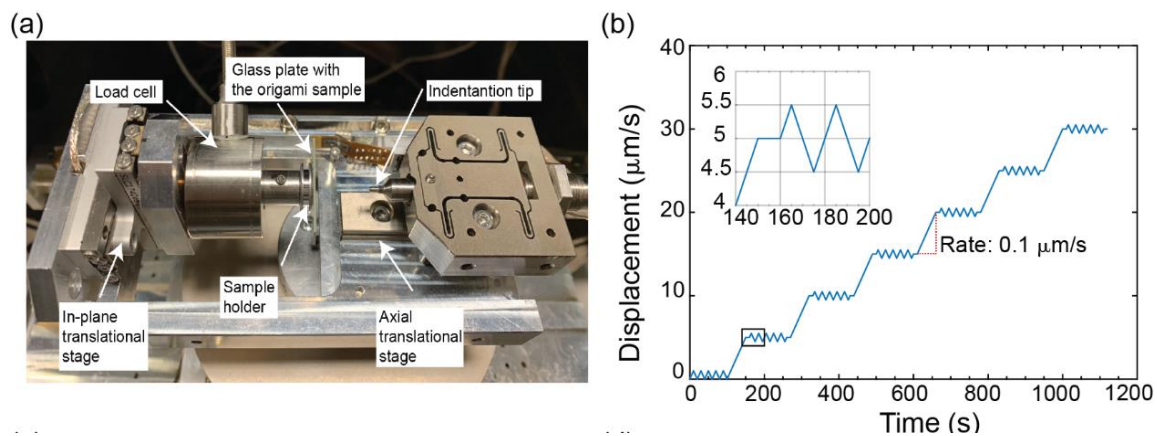 (a)
Load cell
Glass plate with
the origami sample
Indentantion tip
In-plane
translational
stage
Sample
holder
Axial
translational
stage
(b)
Displacement (μm/s)
40
30
20
10
0
6
5.5
5
4.5
4
140 160 180 200
Rate: 0.1 μm/s
200 400 600 800 1000 1200
Time (s)